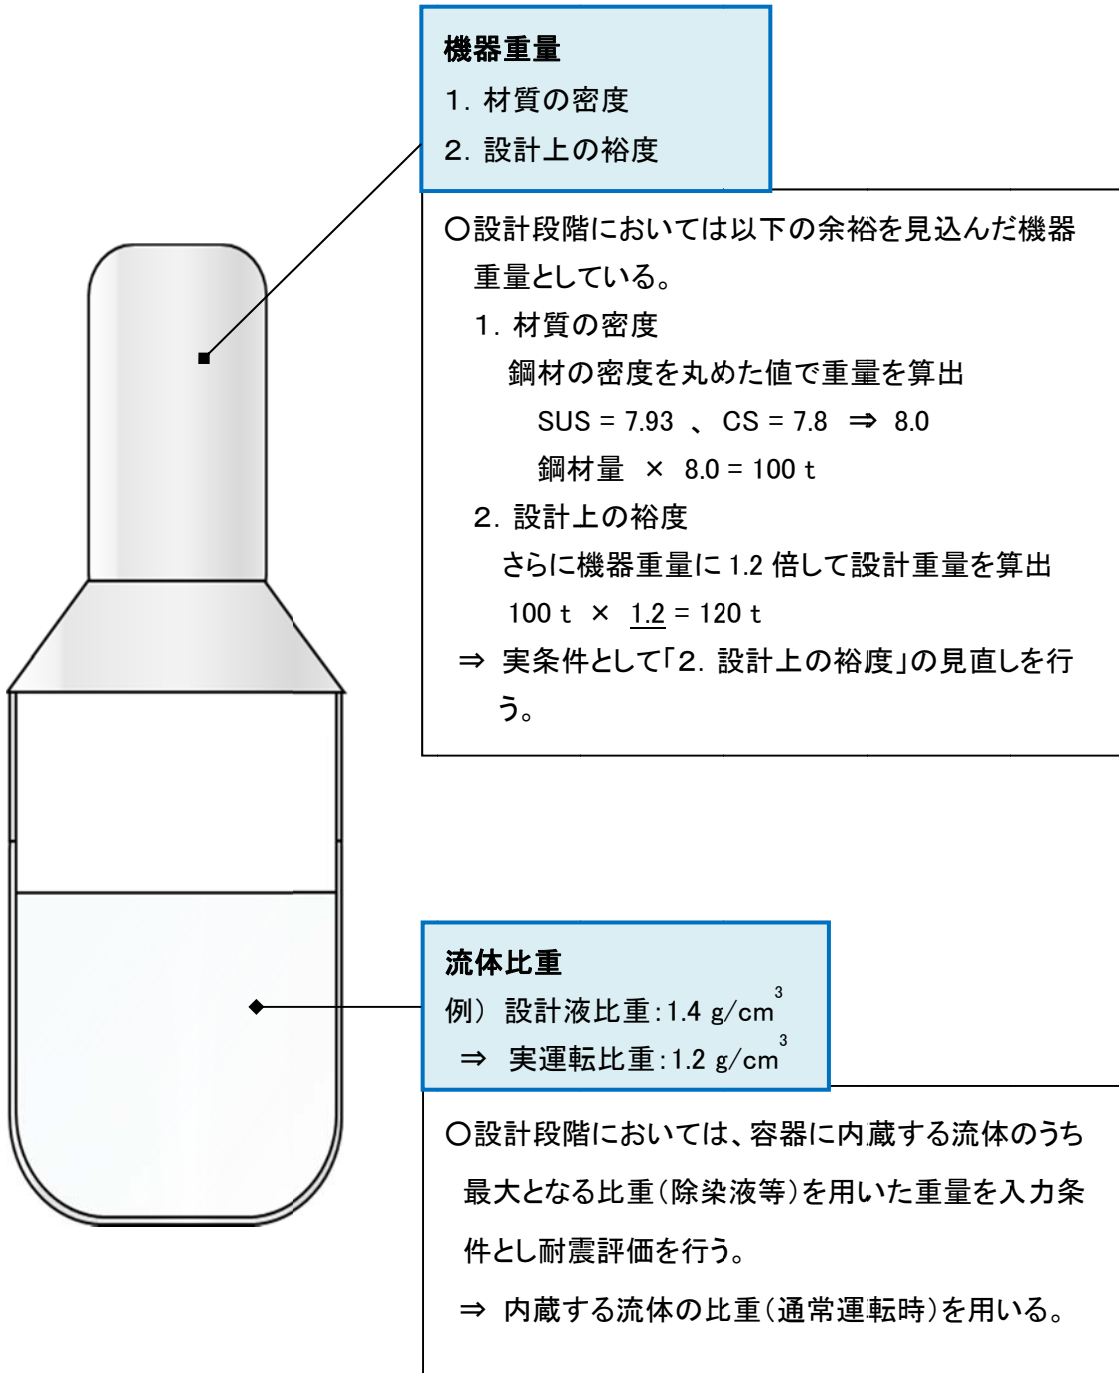 機器重量
1. 材質の密度
2. 設計上の裕度
○設計段階においては以下の余裕を見込んだ機器
重量としている。
1. 材質の密度
鋼材の密度を丸めた値で重量を算出
SUS = 7.93 、 CS = 7.8 ⇒ 8.0
鋼材量 × 8.0 = 100 t
2. 設計上の裕度
さらに機器重量に 1.2 倍して設計重量を算出
100 t × 1.2 = 120 t
⇒ 実条件として「2. 設計上の裕度」の見直しを行
う。
流体比重
例) 設計液比重:1.4 g/cm³
⇒ 実運転比重:1.2 g/cm³
○設計段階においては、容器に内蔵する流体のうち
最大となる比重(除染液等)を用いた重量を入力条
件とし耐震評価を行う。
⇒ 内蔵する流体の比重(通常運転時)を用いる。